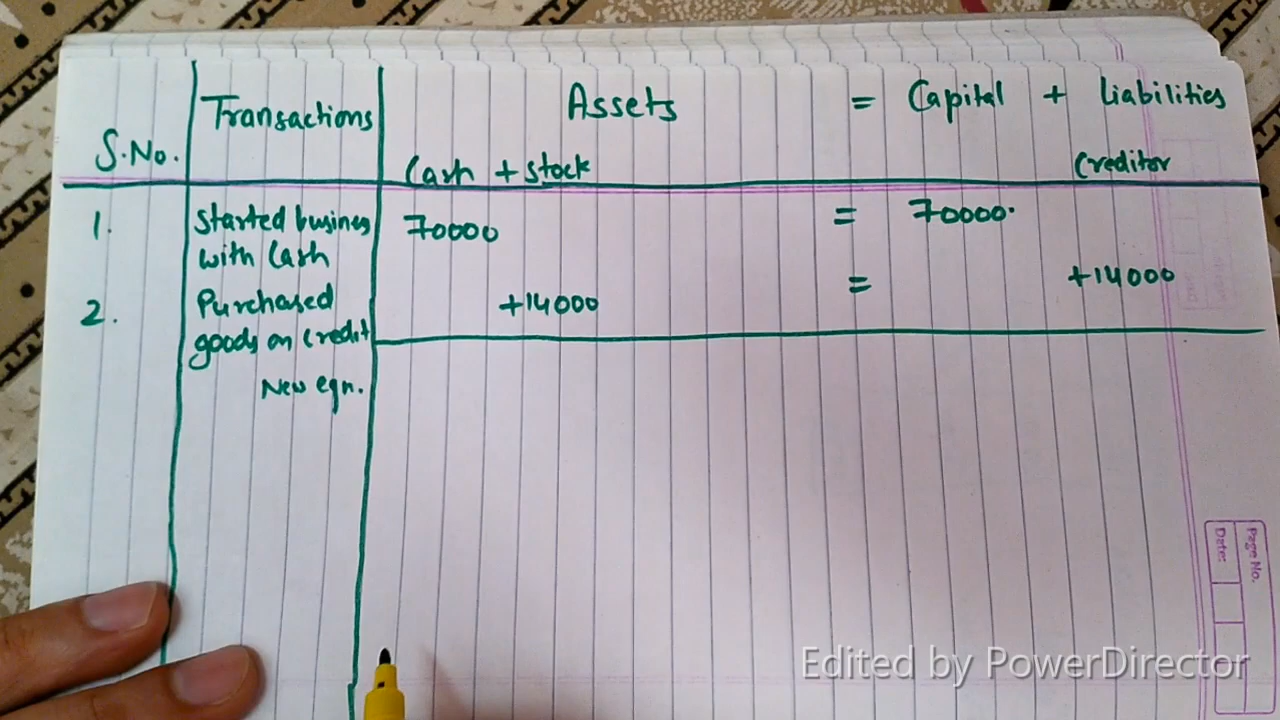 S.No. Transactions Assets = Capital + Liabilities
Cash + Stock Creditor
1. Started busines 70000 = 70000.
with Cash
2. Purchased +14000 = +14000
goods on Credit
New eqn.
Page No.
Date:
Edited by PowerDirector